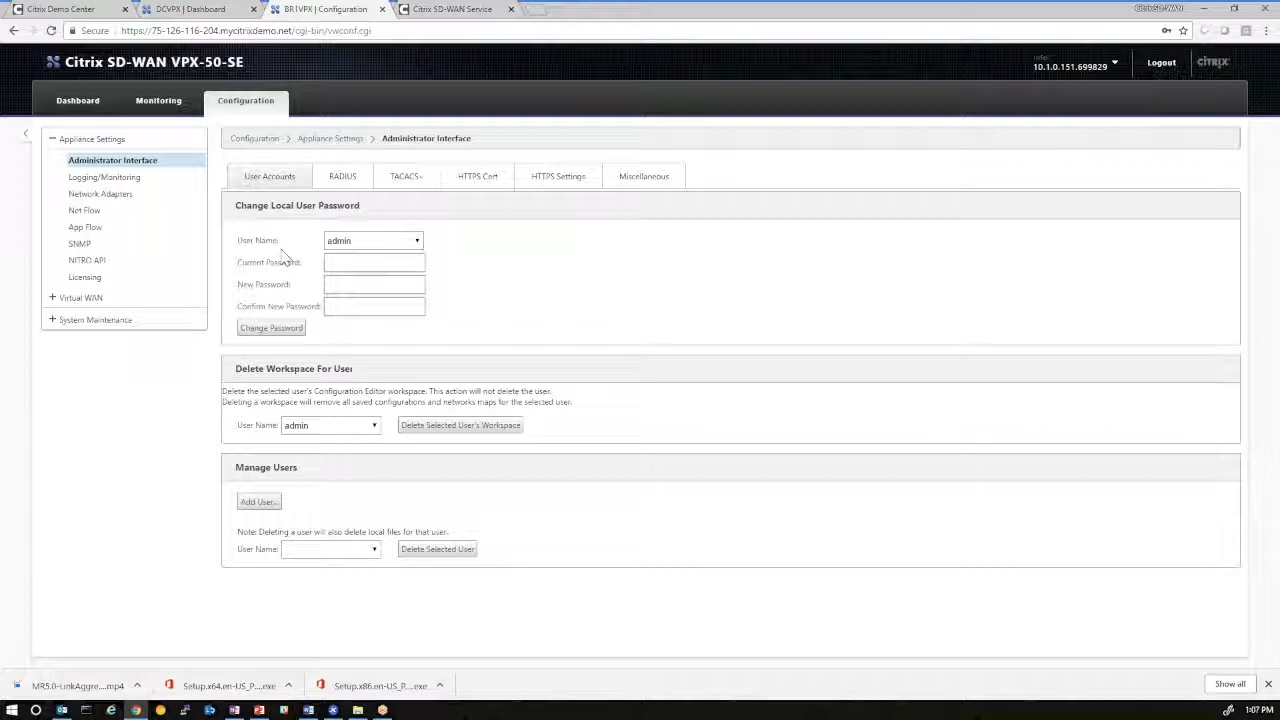 Citrix Demo Center
DCVPX | Dashboard
BR1VPX | Configuration
Citrix SD-WAN Service
CitrixSD-WAN
Secure
https://75-126-116-204.mycitrixdemo.net/cgi-bin/vwconf.cgi
Citrix SD-WAN VPX-50-SE
10.1.0.151.699829
Logout
CITRIX
Dashboard
Monitoring
Configuration
Appliance Settings
Administrator Interface
Logging/Monitoring
Network Adapters
Net Flow
App Flow
SNMP
NITRO API
Licensing
Virtual WAN
System Maintenance
Configuration > Appliance Settings > Administrator Interface
User Accounts
RADIUS
TACACS+
HTTPS Cert
HTTPS Settings
Miscellaneous
Change Local User Password
User Name: admin
Current Password:
New Password:
Confirm New Password:
Change Password
Delete Workspace For User
Delete the selected user's Configuration Editor workspace. This action will not delete the user.
Deleting a workspace will remove all saved configurations and networks maps for the selected user.
User Name: admin
Delete Selected User's Workspace
Manage Users
Add User...
Note: Deleting a user will also delete local files for that user.
User Name:
Delete Selected User
MR5.0-LinkAggre....mp4
Setup.x64.en-US_P....exe
Setup.x86.en-US_P....exe
Show all
1:07 PM